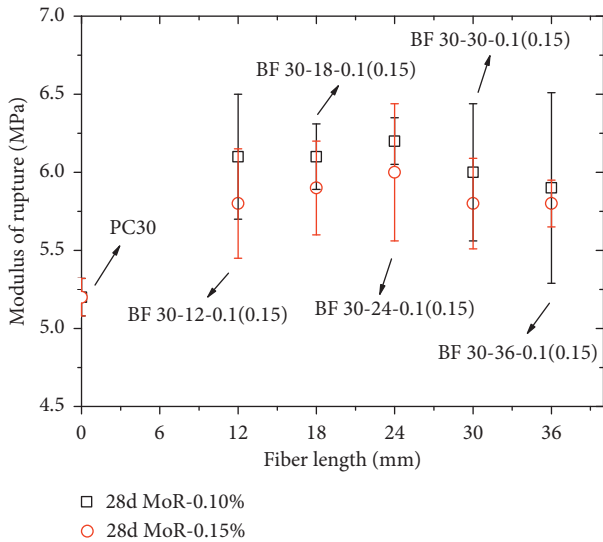 7.0
6.5
6.0
5.5
5.0
4.5
Modulus of rupture (MPa)
BF 30-30-0.1(0.15)
BF 30-18-0.1(0.15)
PC30
BF 30-12-0.1(0.15)
BF 30-24-0.1(0.15)
BF 30-36-0.1(0.15)
0 12 18 24 30 36
Fiber length (mm)
28d MoR-0.10%
28d MoR-0.15%